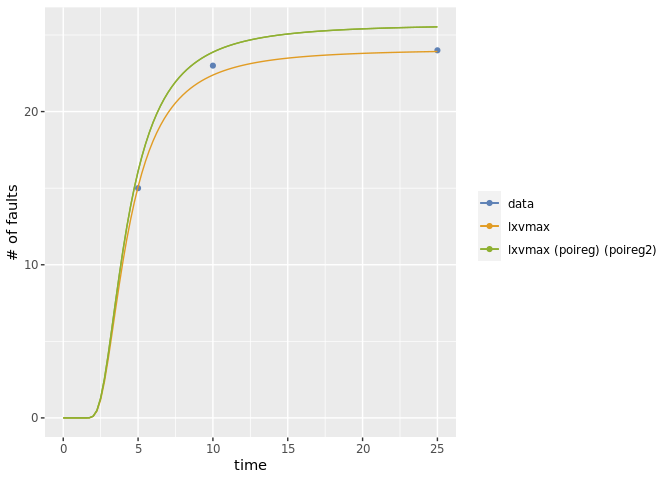 # of faults
20
10
0
0 5 10 15 20 25
time
data
lxvmax
lxvmax (poireg) (poireg2)